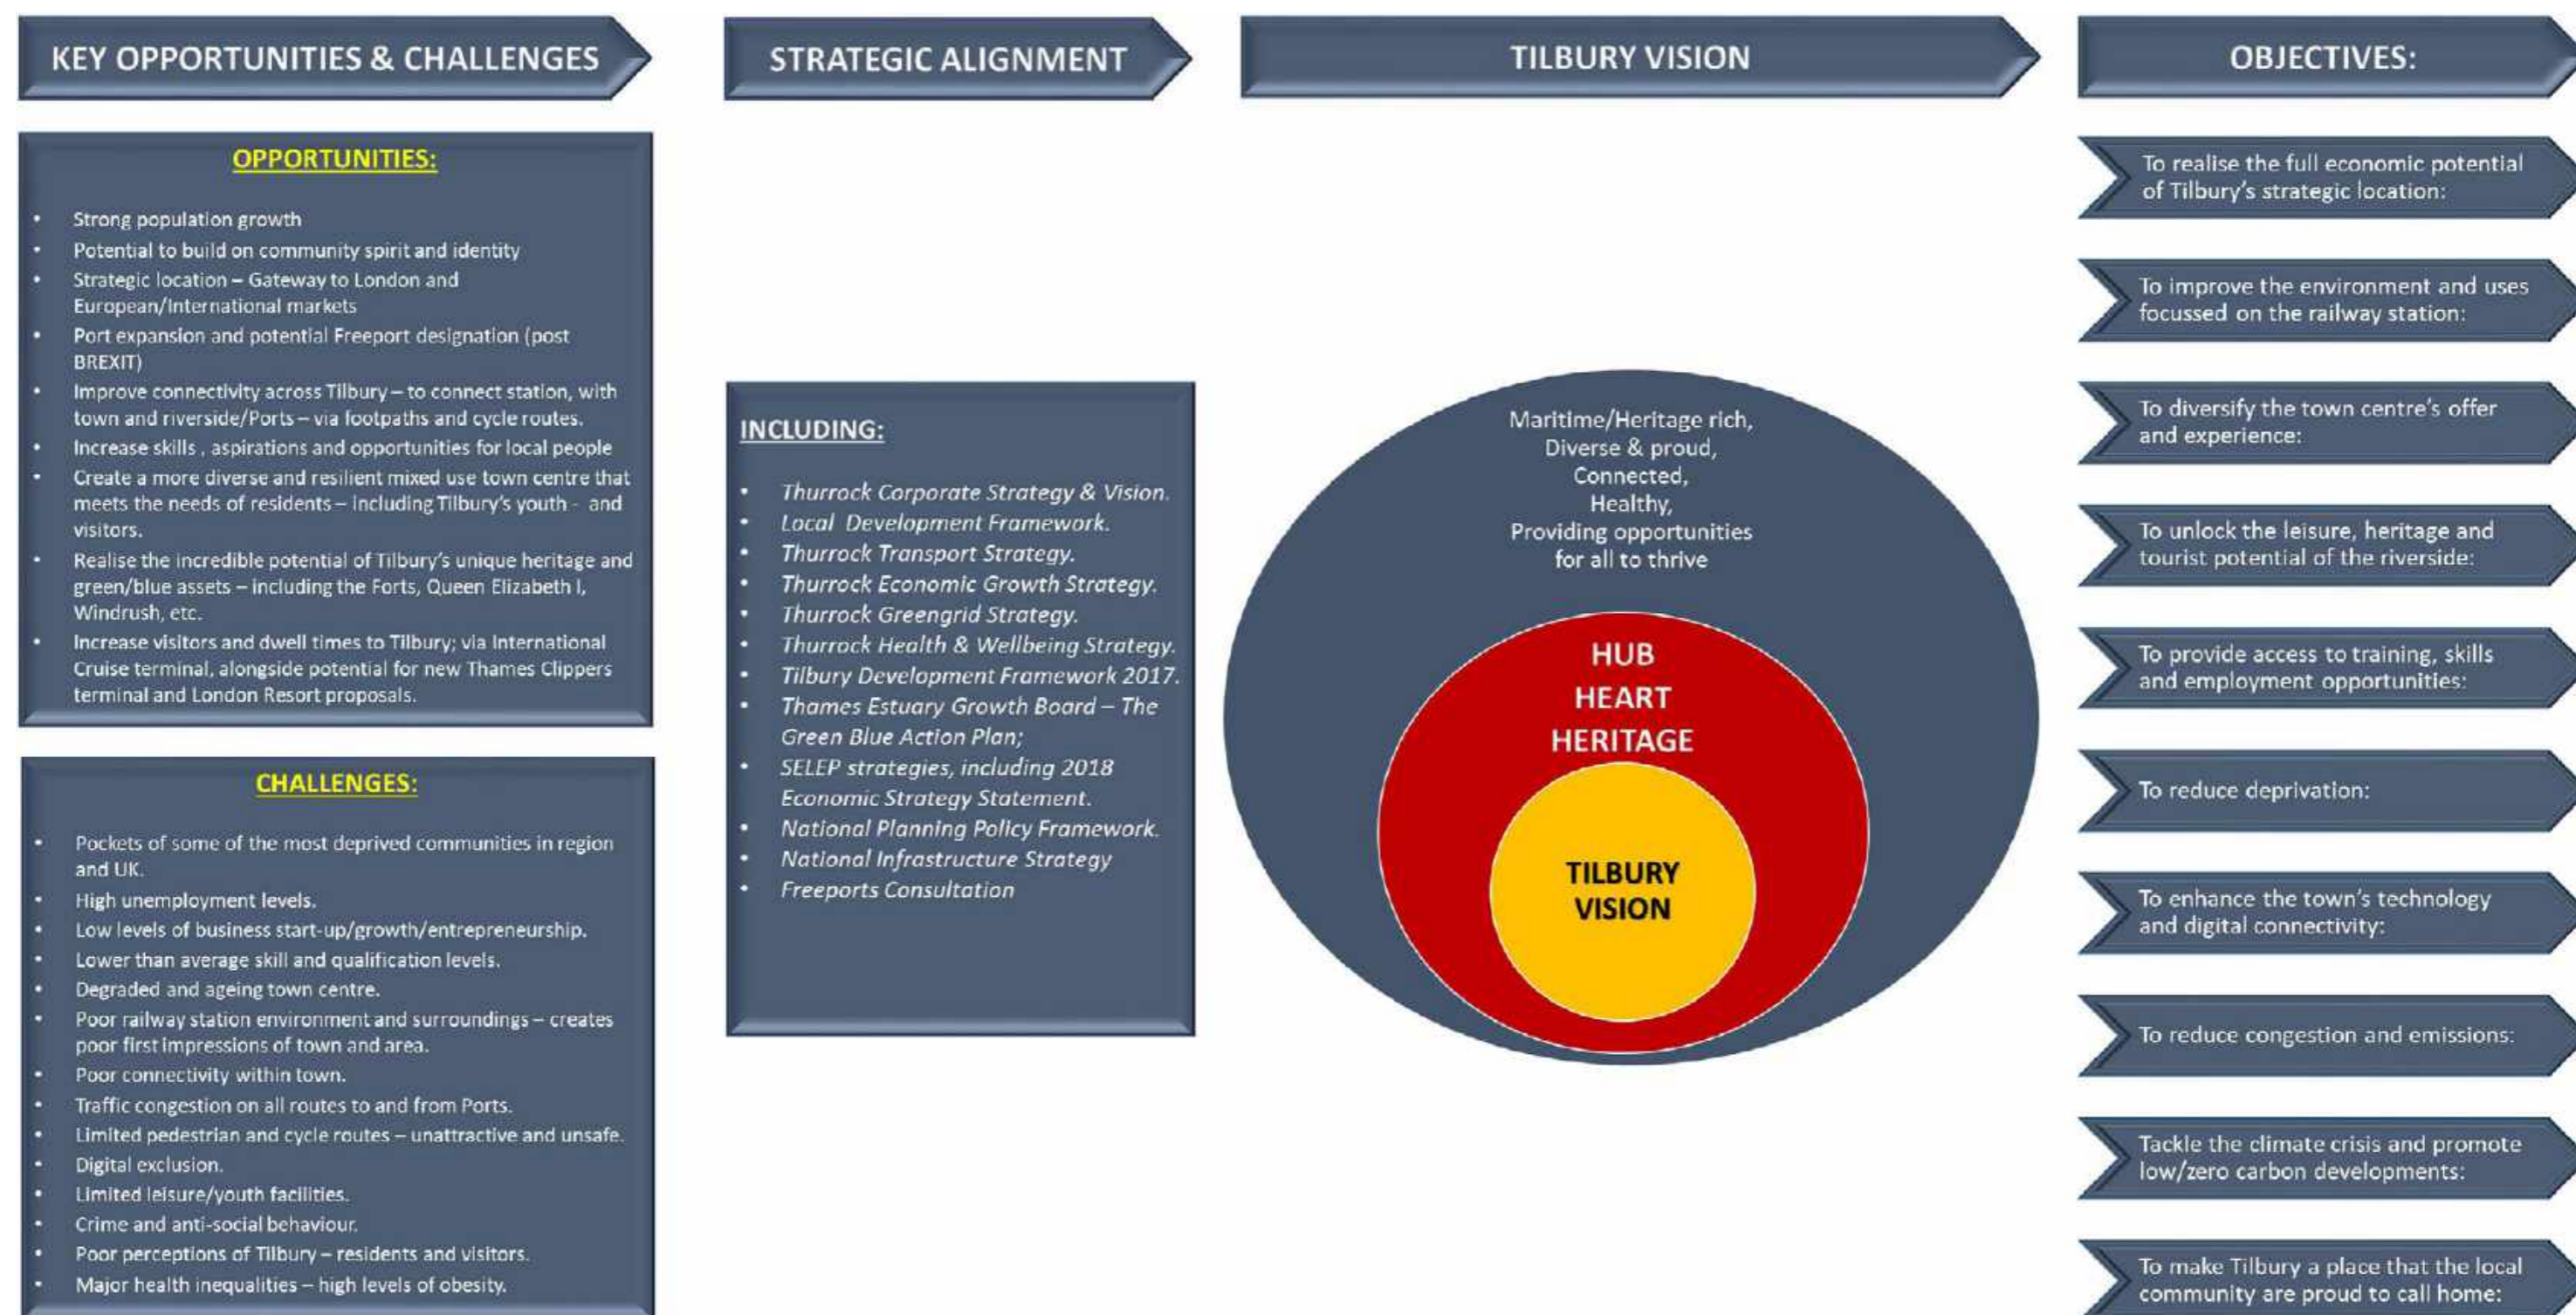 KEY OPPORTUNITIES & CHALLENGES
OPPORTUNITIES:
• Strong population growth
• Potential to build on community spirit and identity
• Strategic location – Gateway to London and
European/International markets
• Port expansion and potential Freeport designation (post
BREXIT)
• Improve connectivity across Tilbury – to connect station, with
town and riverside/Ports – via footpaths and cycle routes.
• Increase skills , aspirations and opportunities for local people
• Create a more diverse and resilient mixed use town centre that
meets the needs of residents – including Tilbury's youth - and
visitors.
• Realise the incredible potential of Tilbury's unique heritage and
green/blue assets – including the Forts, Queen Elizabeth I,
Windrush, etc.
• Increase visitors and dwell times to Tilbury; via International
Cruise terminal, alongside potential for new Thames Clippers
terminal and London Resort proposals.
CHALLENGES:
• Pockets of some of the most deprived communities in region
and UK.
• High unemployment levels.
• Low levels of business start-up/growth/entrepreneurship.
• Lower than average skill and qualification levels.
• Degraded and ageing town centre.
• Poor railway station environment and surroundings – creates
poor first impressions of town and area.
• Poor connectivity within town.
• Traffic congestion on all routes to and from Ports.
• Limited pedestrian and cycle routes – unattractive and unsafe.
• Digital exclusion.
• Limited leisure/youth facilities.
• Crime and anti-social behaviour.
• Poor perceptions of Tilbury – residents and visitors.
• Major health inequalities – high levels of obesity.
STRATEGIC ALIGNMENT
INCLUDING:
• Thurrock Corporate Strategy & Vision.
• Local Development Framework.
• Thurrock Transport Strategy.
• Thurrock Economic Growth Strategy.
• Thurrock Greengrid Strategy.
• Thurrock Health & Wellbeing Strategy.
• Tilbury Development Framework 2017.
• Thames Estuary Growth Board – The
Green Blue Action Plan;
• SELEP strategies, including 2018
Economic Strategy Statement.
• National Planning Policy Framework.
• National Infrastructure Strategy
• Freeports Consultation
TILBURY VISION
Maritime/Heritage rich,
Diverse & proud,
Connected,
Healthy,
Providing opportunities
for all to thrive
HUB
HEART
HERITAGE
TILBURY
VISION
OBJECTIVES:
To realise the full economic potential
of Tilbury's strategic location:
To improve the environment and uses
focussed on the railway station:
To diversify the town centre's offer
and experience:
To unlock the leisure, heritage and
tourist potential of the riverside:
To provide access to training, skills
and employment opportunities:
To reduce deprivation:
To enhance the town's technology
and digital connectivity:
To reduce congestion and emissions:
Tackle the climate crisis and promote
low/zero carbon developments:
To make Tilbury a place that the local
community are proud to call home: